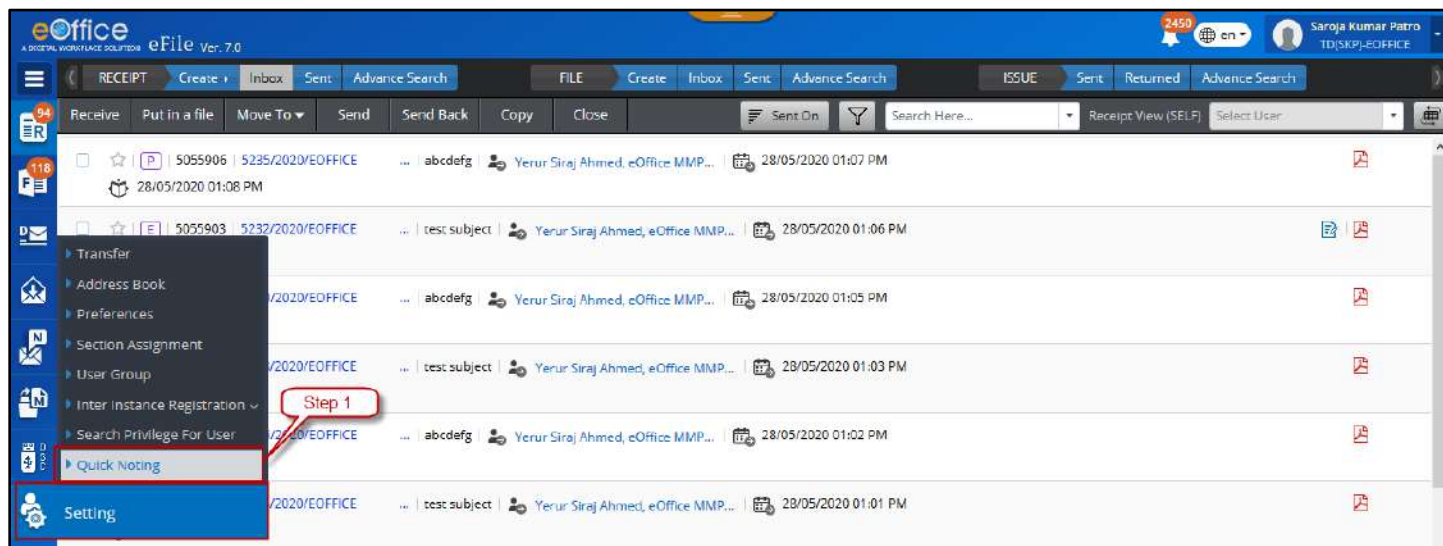 eOffice
A DIGITAL WORKPLACE SOLUTION eFile Ver. 7.0
2450 en Saroja Kumar Patro
TD(SKP)-EOFFICE
RECEIPT Create Inbox Sent Advance Search FILE Create Inbox Sent Advance Search ISSUE Sent Returned Advance Search
94 R Receive Put in a file Move To Send Send Back Copy Close Sent On Search Here... Receipt View (SELF) Select User
P 5055906 5235/2020/EOFFICE ... abcdefg Yerur Siraj Ahmed, eOffice MMP... 28/05/2020 01:07 PM
118 F 28/05/2020 01:08 PM
D E 5055903 5232/2020/EOFFICE ... test subject Yerur Siraj Ahmed, eOffice MMP... 28/05/2020 01:06 PM
Transfer
Address Book /2020/EOFFICE ... abcdefg Yerur Siraj Ahmed, eOffice MMP... 28/05/2020 01:05 PM
Preferences
N Section Assignment
User Group /2020/EOFFICE ... test subject Yerur Siraj Ahmed, eOffice MMP... 28/05/2020 01:03 PM
N Inter Instance Registration Step 1
Search Privilege For User /2020/EOFFICE ... abcdefg Yerur Siraj Ahmed, eOffice MMP... 28/05/2020 01:02 PM
Quick Noting
Setting /2020/EOFFICE ... test subject Yerur Siraj Ahmed, eOffice MMP... 28/05/2020 01:01 PM